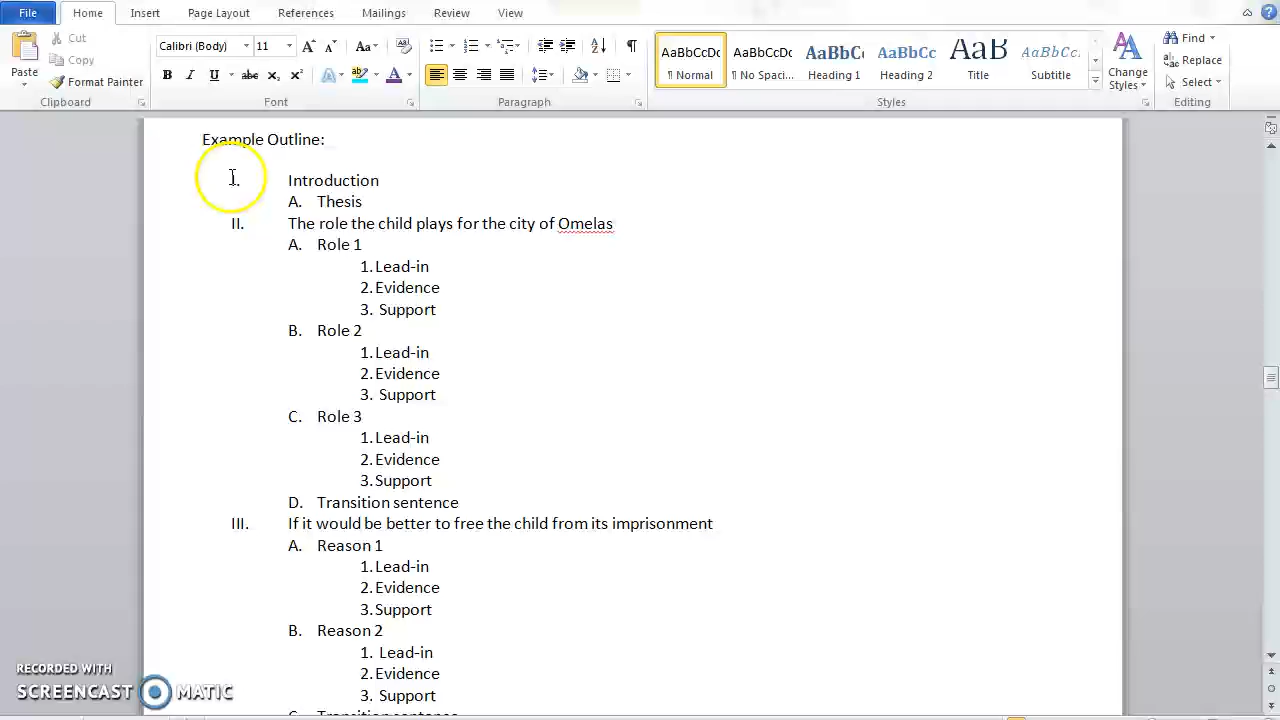 File Home Insert Page Layout References Mailings Review View
Cut
Copy
Format Painter
Paste
Clipboard
Calibri (Body) 11
Font
Paragraph
AaBbCcDc AaBbCcDc AaBbCc AaBbCc AaB AaBbCc.
¶ Normal ¶ No Spaci... Heading 1 Heading 2 Title Subtitle
Change Styles
Styles
Find
Replace
Select
Editing
Example Outline:
I. Introduction
A. Thesis
II. The role the child plays for the city of Omelas
A. Role 1
1. Lead-in
2. Evidence
3. Support
B. Role 2
1. Lead-in
2. Evidence
3. Support
C. Role 3
1. Lead-in
2. Evidence
3. Support
D. Transition sentence
III. If it would be better to free the child from its imprisonment
A. Reason 1
1. Lead-in
2. Evidence
3. Support
B. Reason 2
1. Lead-in
2. Evidence
3. Support
C. Transition sentence
RECORDED WITH
SCREENCAST MATIC